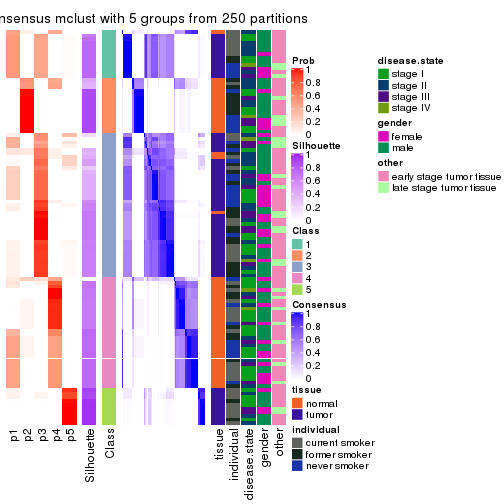 nsensus mclust with 5 groups from 250 partitions
Prob
1
0.8
0.6
0.4
0.2
0
Silhouette
1
0.8
0.6
0.4
0.2
0
Class
1
2
3
4
5
Consensus
1
0.8
0.6
0.4
0.2
0
tissue
normal
tumor
individual
current smoker
former smoker
never smoker
disease.state
stage I
stage II
stage III
stage IV
gender
female
male
other
early stage tumor tissue
late stage tumor tissue
p1
p2
p3
p4
p5
Silhouette
Class
tissue
individual
disease.state
gender
other